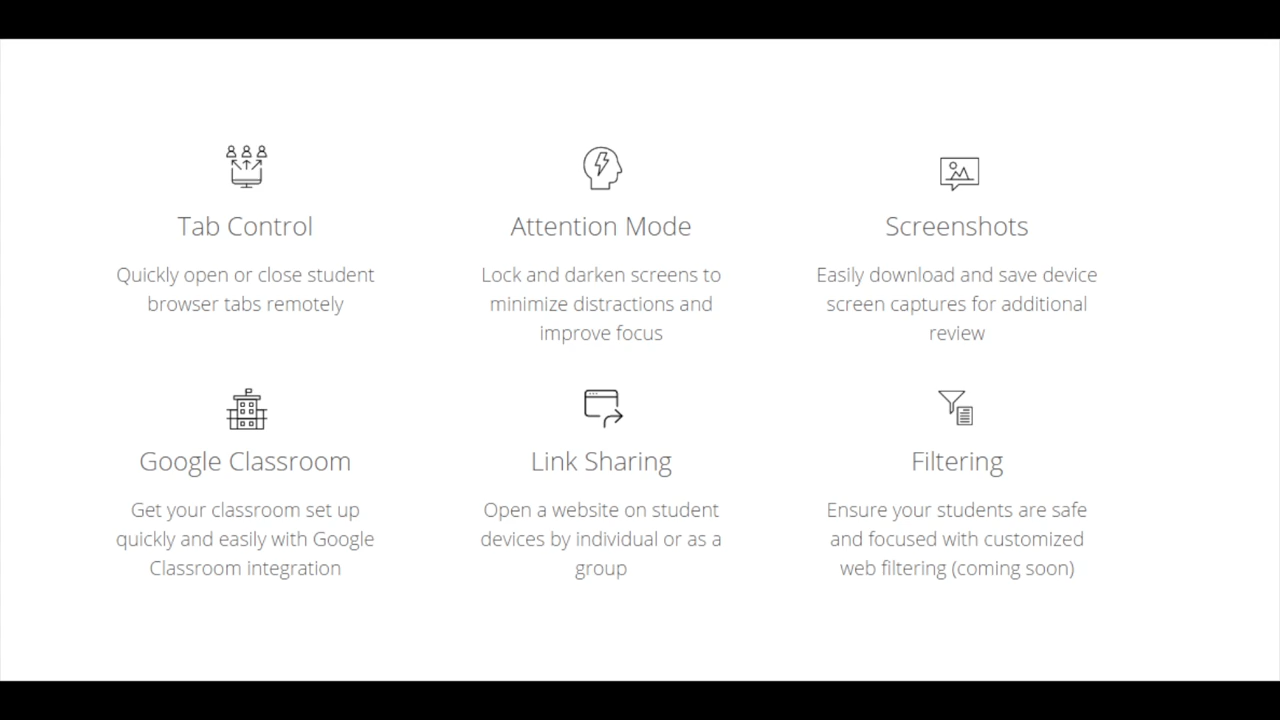 Tab Control
Quickly open or close student
browser tabs remotely
Attention Mode
Lock and darken screens to
minimize distractions and
improve focus
Screenshots
Easily download and save device
screen captures for additional
review
Google Classroom
Get your classroom set up
quickly and easily with Google
Classroom integration
Link Sharing
Open a website on student
devices by individual or as a
group
Filtering
Ensure your students are safe
and focused with customized
web filtering (coming soon)